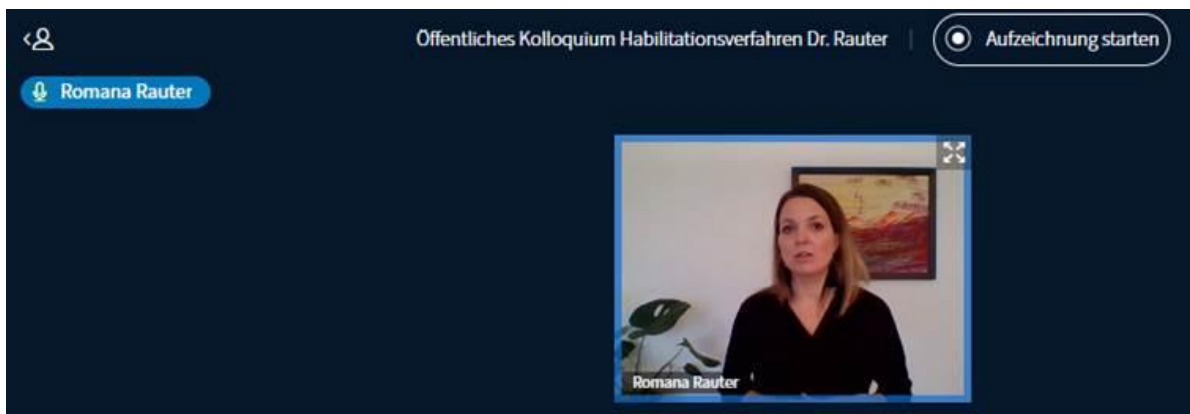 Öffentliches Kolloquium Habilitationsverfahren Dr. Rauter
Aufzeichnung starten
Romana Rauter
Romana Rauter